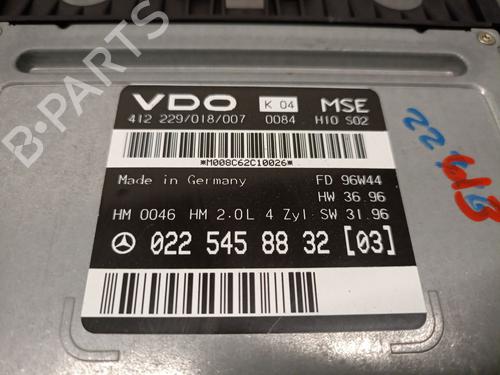 VDO K 04 MSE
412 229/018/007 0084 H10 S02
*M008C62C10026*
Made in Germany FD 96W44
HW 36.96
HM 0046 HM 2.0L 4 Zyl SW 31.96
022 545 88 32 [03]
B-PARTS